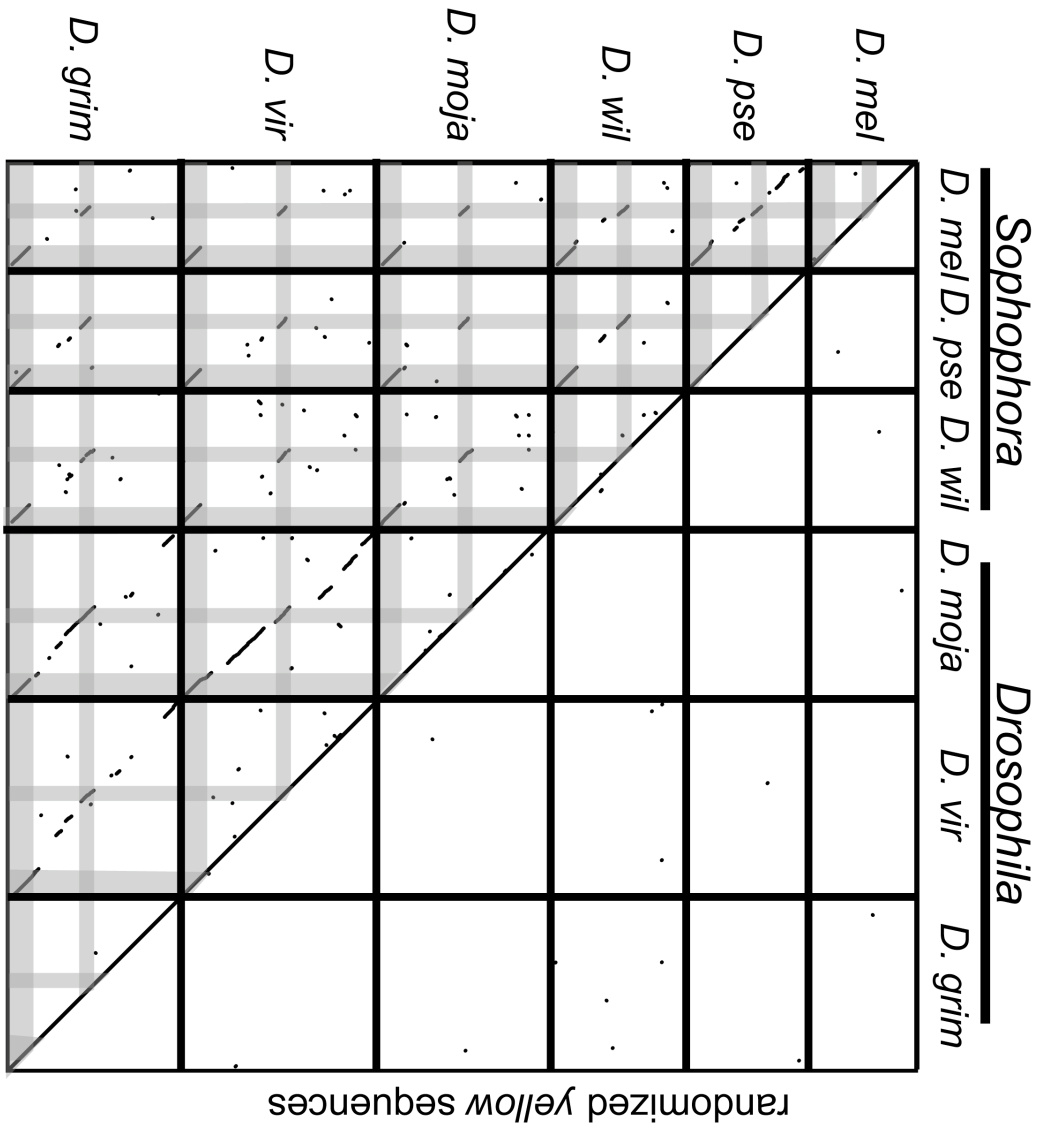 D. grim
D. vir
D. moja
D. wil
D. pse
D. mel
Sophophora
D. mel
D. pse
D. wil
Drosophila
D. moja
D. vir
D. grim
randomized yellow sequences